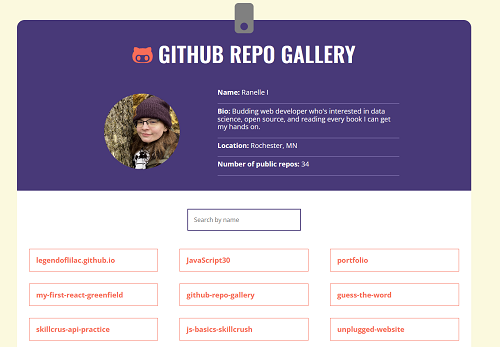 GITHUB REPO GALLERY
Name: Ranelle I
Bio: Budding web developer who's interested in data
science, open source, and reading every book I can get
my hands on.
Location: Rochester, MN
Number of public repos: 34
Search by name
legendoflilac.github.io
JavaScript30
portfolio
my-first-react-greenfield
github-repo-gallery
guess-the-word
skillcrus-api-practice
js-basics-skillcrush
unplugged-website